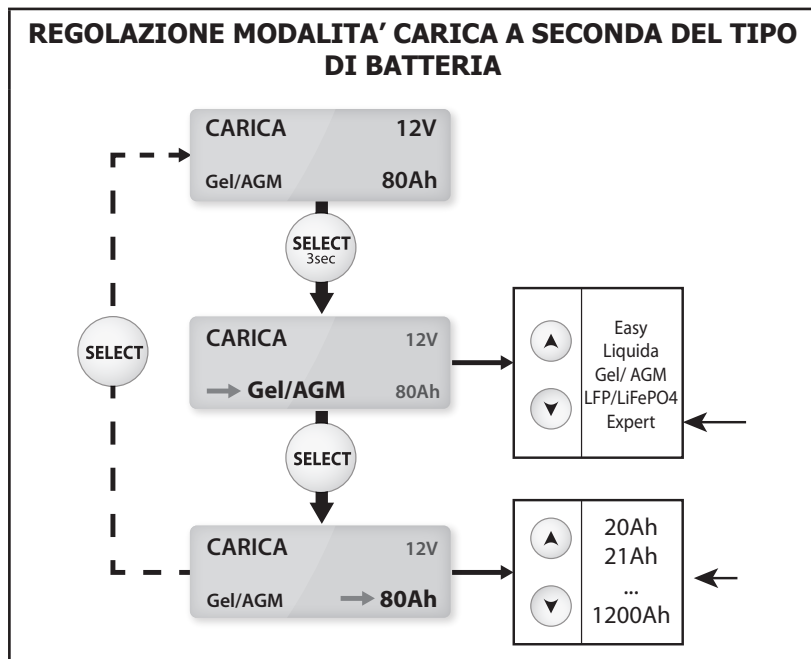 REGOLAZIONE MODALITA’ CARICA A SECONDA DEL TIPO
DI BATTERIA
CARICA 12V
Gel/AGM 80Ah
SELECT
3sec
SELECT
CARICA 12V
Gel/AGM 80Ah
Easy
Liquida
Gel/ AGM
LFP/LiFePO4
Expert
SELECT
CARICA 12V
Gel/AGM 80Ah
20Ah
21Ah
...
1200Ah